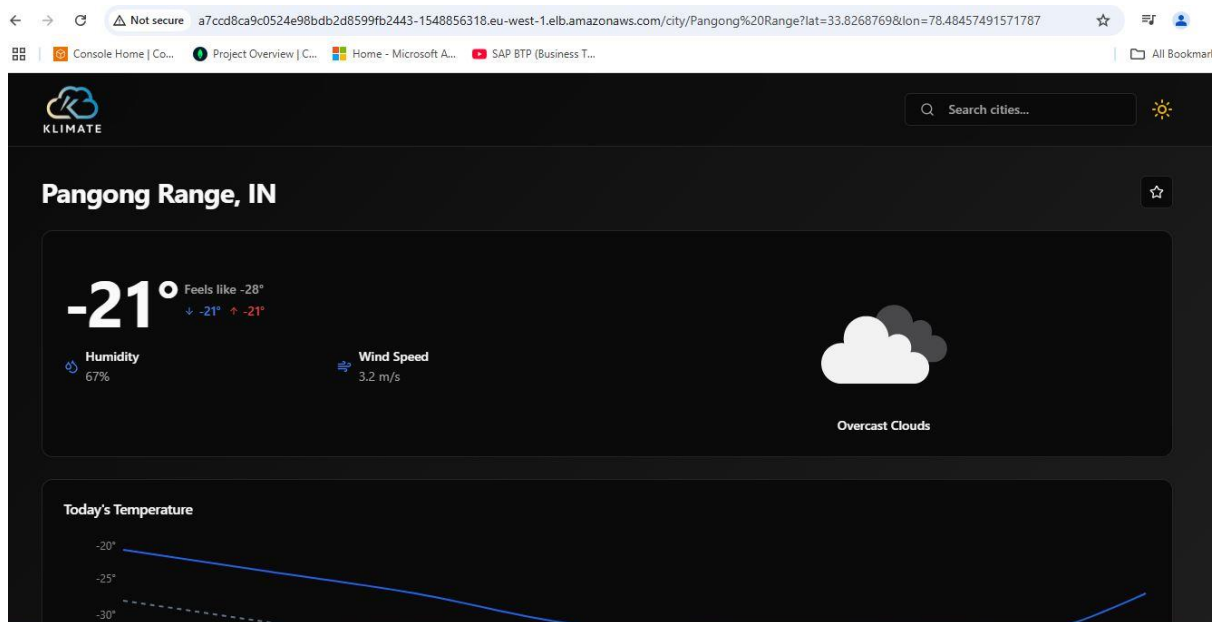 Not secure a7ccd8ca9c0524e98bdb2d8599fb2443-1548856318.eu-west-1.elb.amazonaws.com/city/Pangong%20Range?lat=33.8268769&lon=78.48457491571787
Console Home | Co... Project Overview | C... Home - Microsoft A... SAP BTP (Business T... All Bookmar
KLIMATE
Search cities...
Pangong Range, IN
-21° Feels like -28°
↓ -21° ↑ -21°
Humidity
67%
Wind Speed
3.2 m/s
Overcast Clouds
Today's Temperature
-20°
-25°
-30°